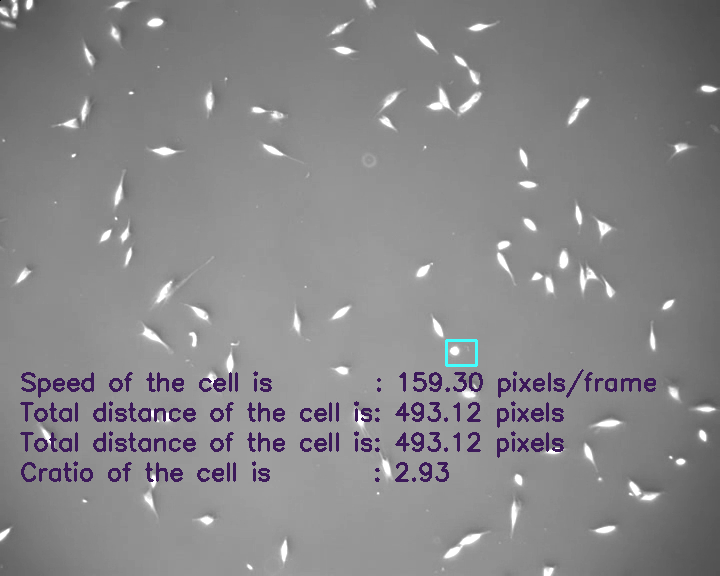 Speed of the cell is : 159.30 pixels/frame
Total distance of the cell is: 493.12 pixels
Total distance of the cell is: 493.12 pixels
Cratio of the cell is : 2.93